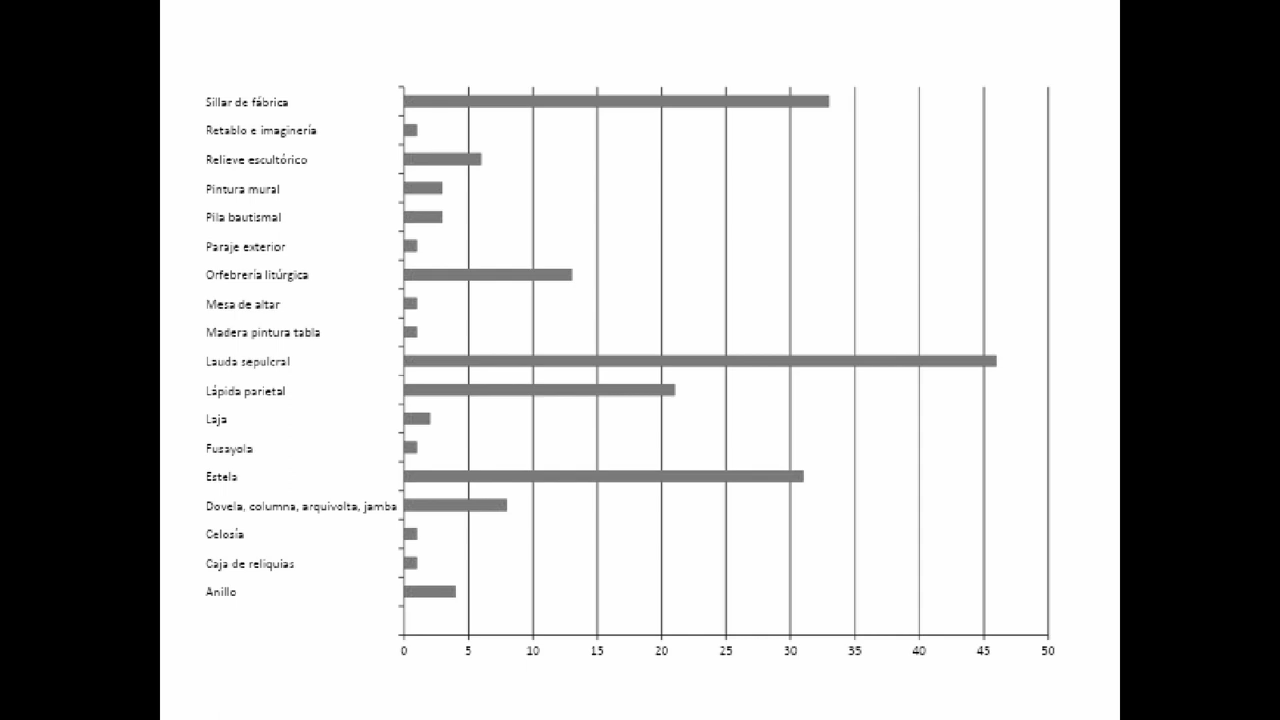 Sillar de fábrica
Retablo e imaginería
Relieve escultórico
Pintura mural
Pila bautismal
Paraje exterior
Orfebrería litúrgica
Mesa de altar
Madera pintura tabla
Lauda sepulcral
Lápida parietal
Laja
Fusayola
Estela
Dovela, columna, arquivolta, jamba
Celosía
Caja de reliquias
Anillo
0 5 10 15 20 25 30 35 40 45 50